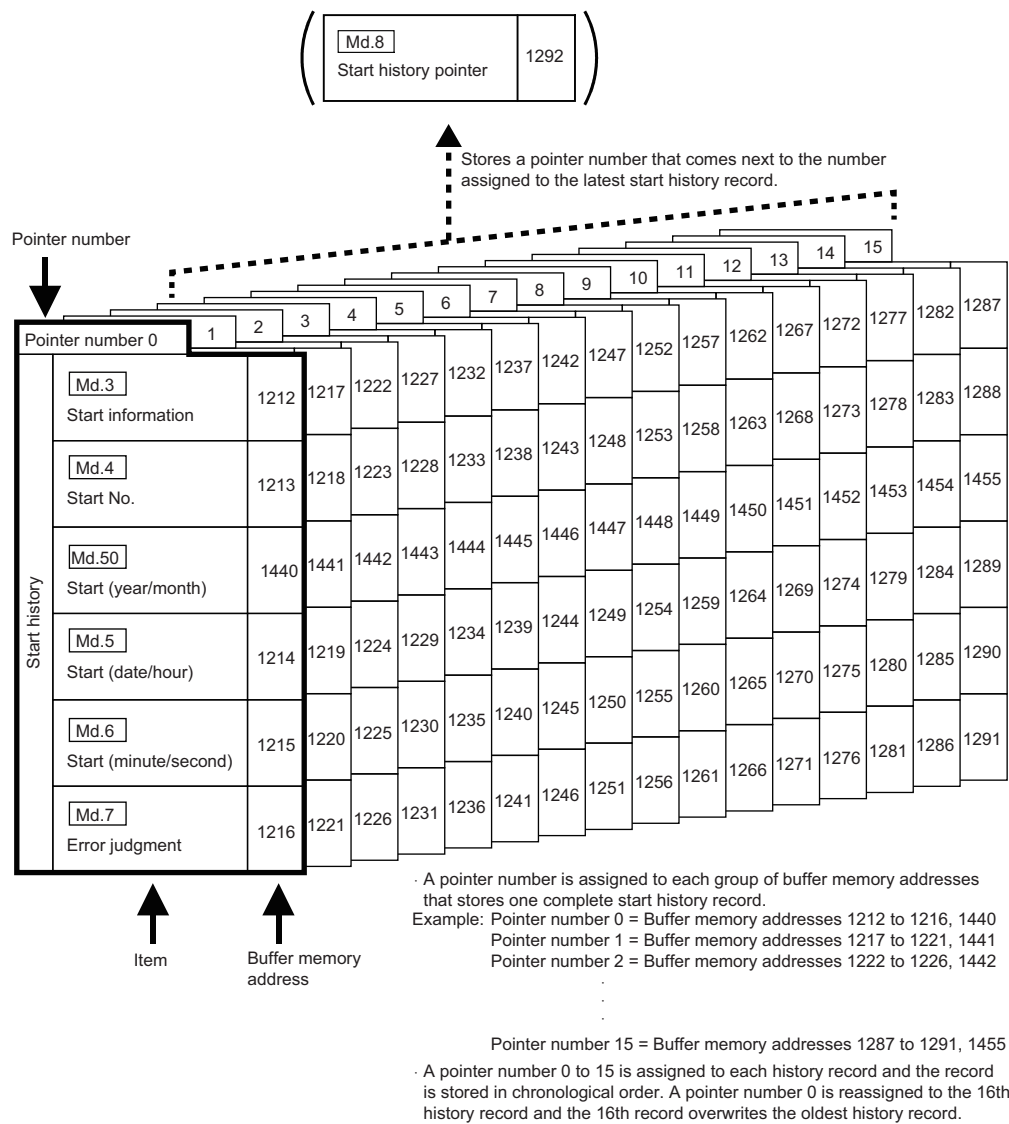 Md.8
Start history pointer
1292
Stores a pointer number that comes next to the number
assigned to the latest start history record.
Pointer number
Pointer number 0 1 2 3 4 5 6 7 8 9 10 11 12 13 14 15
Start history
Md.3
Start information
1212 1217 1222 1227 1232 1237 1242 1247 1252 1257 1262 1267 1272 1277 1282 1287
Md.4
Start No.
1213 1218 1223 1228 1233 1238 1243 1248 1253 1258 1263 1268 1273 1278 1283 1288
Md.50
Start (year/month)
1440 1441 1442 1443 1444 1445 1446 1447 1448 1449 1450 1451 1452 1453 1454 1455
Md.5
Start (date/hour)
1214 1219 1224 1229 1234 1239 1244 1249 1254 1259 1264 1269 1274 1279 1284 1289
Md.6
Start (minute/second)
1215 1220 1225 1230 1235 1240 1245 1250 1255 1260 1265 1270 1275 1280 1285 1290
Md.7
Error judgment
1216 1221 1226 1231 1236 1241 1246 1251 1256 1261 1266 1271 1276 1281 1286 1291
Item
Buffer memory
address
· A pointer number is assigned to each group of buffer memory addresses
that stores one complete start history record.
Example: Pointer number 0 = Buffer memory addresses 1212 to 1216, 1440
Pointer number 1 = Buffer memory addresses 1217 to 1221, 1441
Pointer number 2 = Buffer memory addresses 1222 to 1226, 1442
·
·
·
Pointer number 15 = Buffer memory addresses 1287 to 1291, 1455
· A pointer number 0 to 15 is assigned to each history record and the record
is stored in chronological order. A pointer number 0 is reassigned to the 16th
history record and the 16th record overwrites the oldest history record.